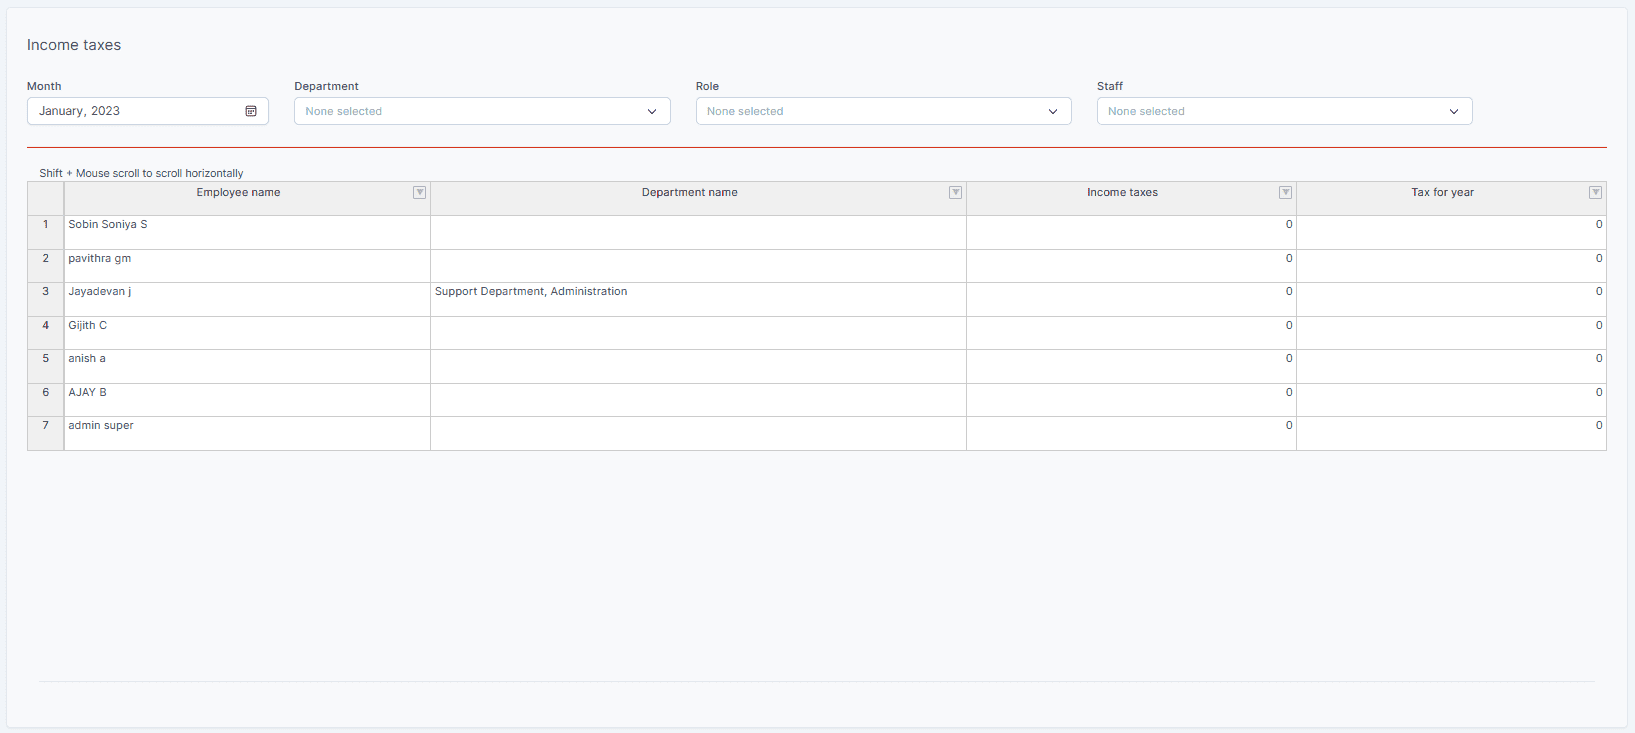 Income taxes
Month Department Role Staff
January, 2023 None selected None selected None selected
Shift + Mouse scroll to scroll horizontally
Employee name Department name Income taxes Tax for year
1 Sobin Soniya S 0 0
2 pavithra gm 0 0
3 Jayadevan j Support Department, Administration 0 0
4 Gijith C 0 0
5 anish a 0 0
6 AJAY B 0 0
7 admin super 0 0